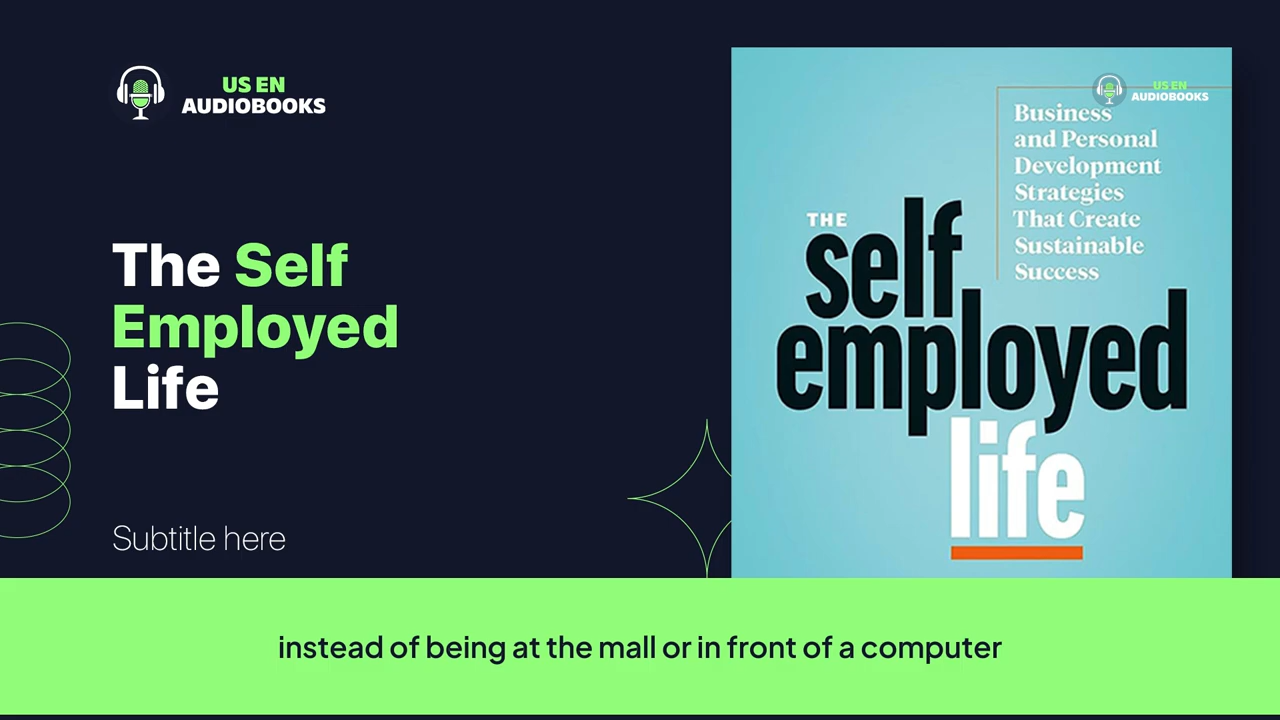 US EN
AUDIOBOOKS
The Self
Employed
Life
Subtitle here
US EN
AUDIOBOOKS
Business
and Personal
Development
Strategies
That Create
Sustainable
Success
THE
self
employed
life
instead of being at the mall or in front of a computer